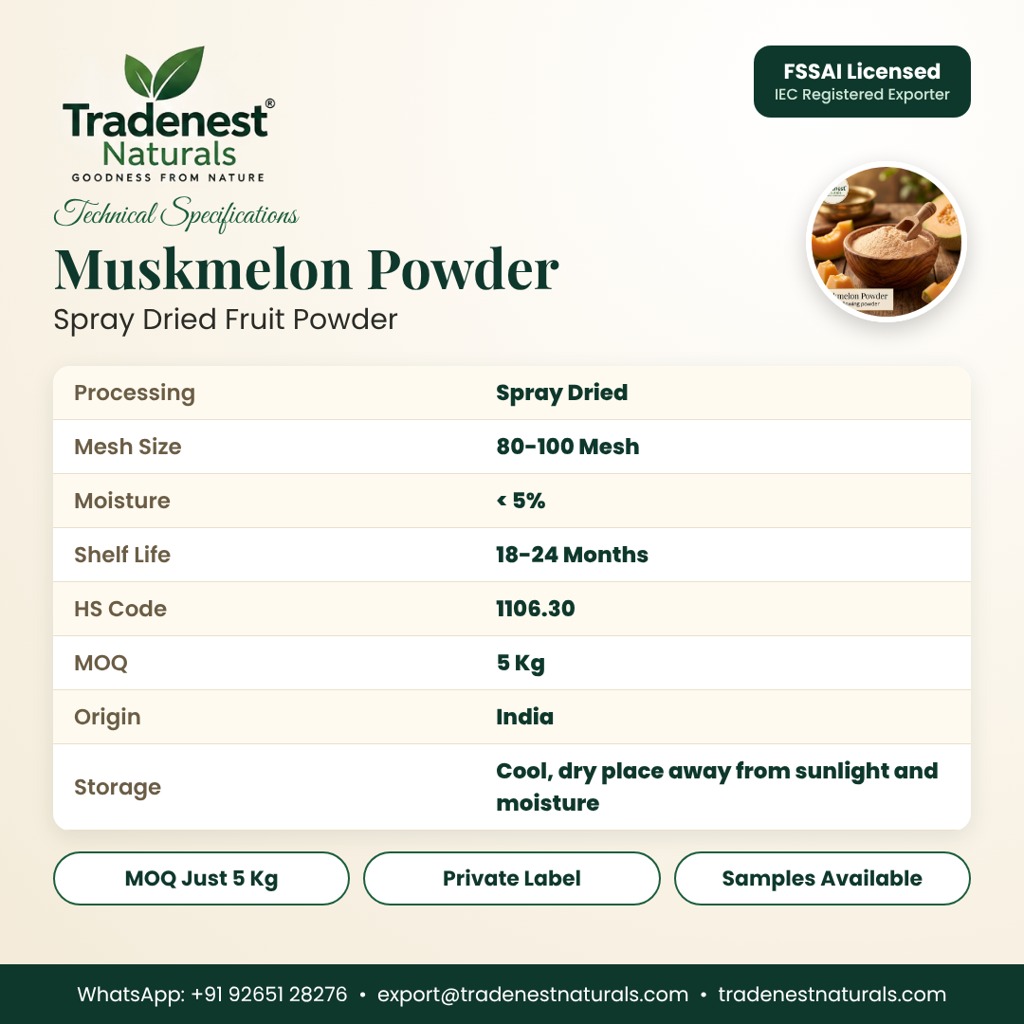 Tradenest®
Naturals
GOODNESS FROM NATURE
FSSAI Licensed
IEC Registered Exporter
Technical Specifications
Muskmelon Powder
Spray Dried Fruit Powder
melon Powder
powder
Processing Spray Dried
Mesh Size 80-100 Mesh
Moisture < 5%
Shelf Life 18-24 Months
HS Code 1106.30
MOQ 5 Kg
Origin India
Storage Cool, dry place away from sunlight and
moisture
MOQ Just 5 Kg
Private Label
Samples Available
WhatsApp: +91 92651 28276 • export@tradenestnaturals.com • tradenestnaturals.com